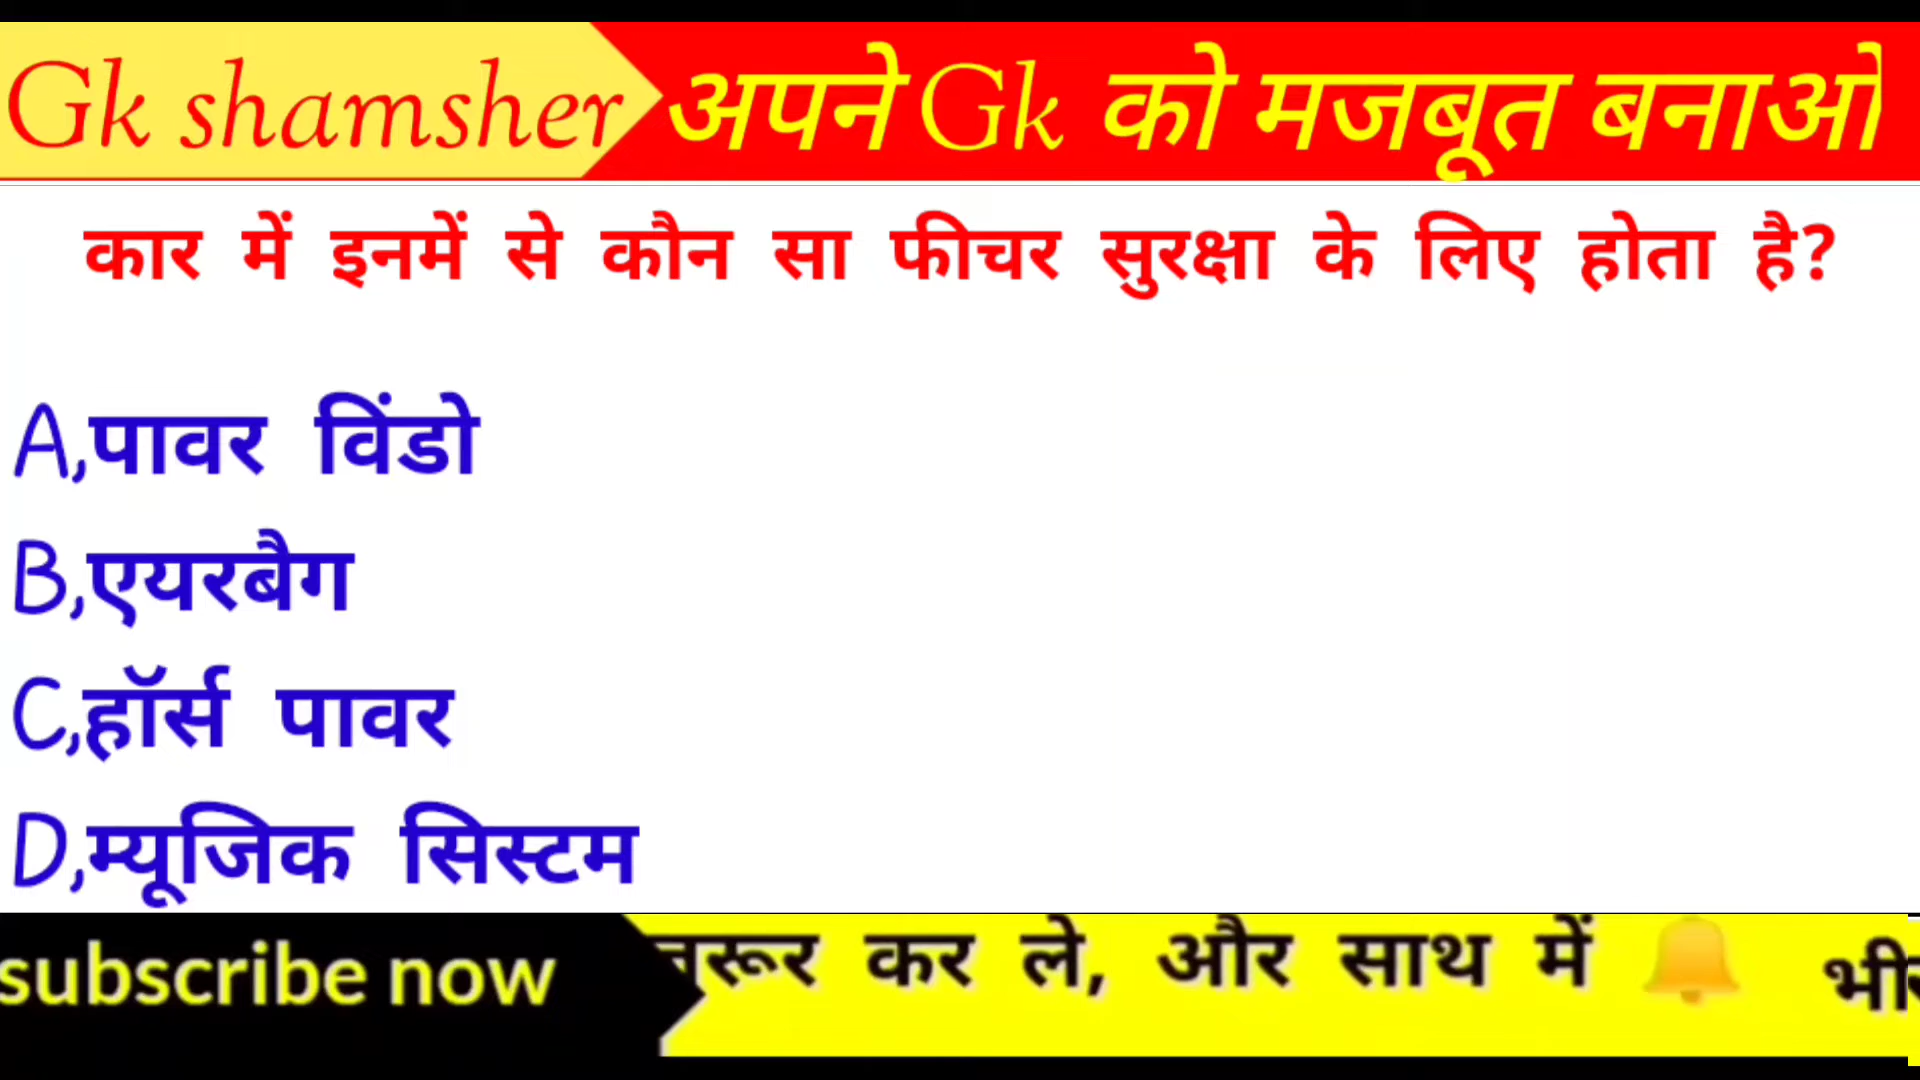 Gk shamsher अपने Gk को मजबूत बनाओ
कार में इनमें से कौन सा फीचर सुरक्षा के लिए होता है?
A,पावर विंडो
B,एयरबैग
C,हॉर्स पावर
D,म्यूजिक सिस्टम
subscribe now कर ले, और साथ में 🔔